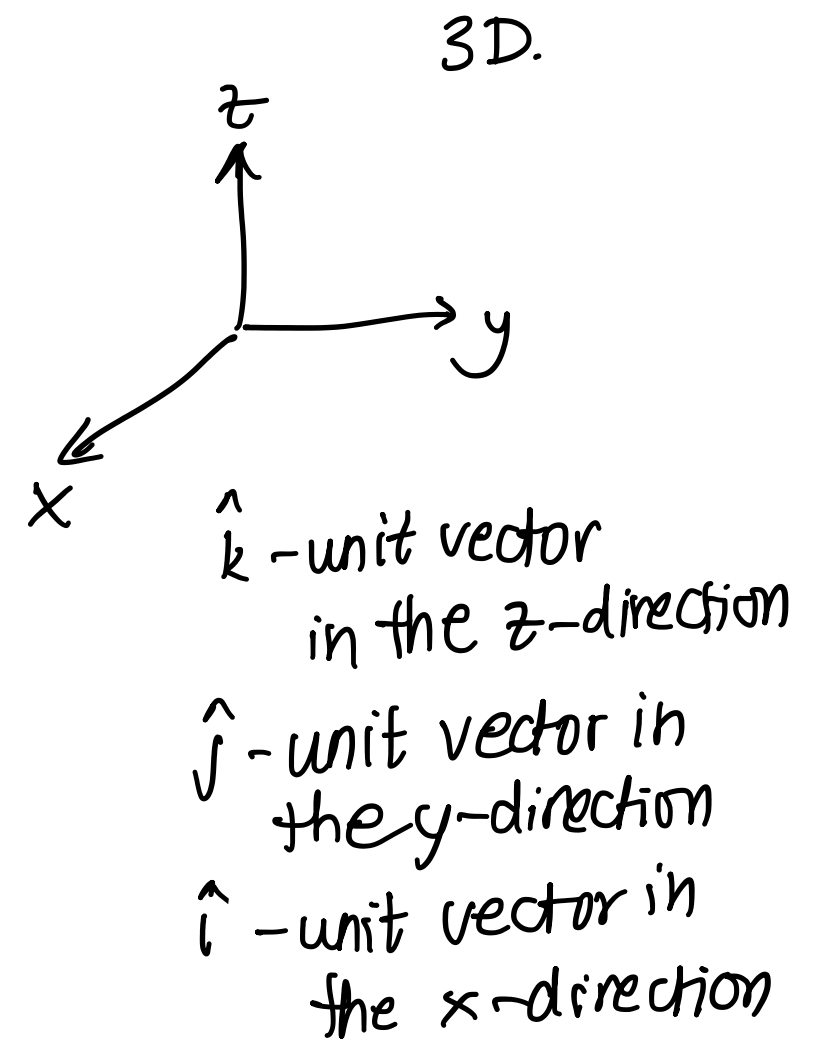 3D.
z
y
x
k̂ - unit vector
in the z-direction
ĵ - unit vector in
the y-direction
î - unit vector in
the x-direction